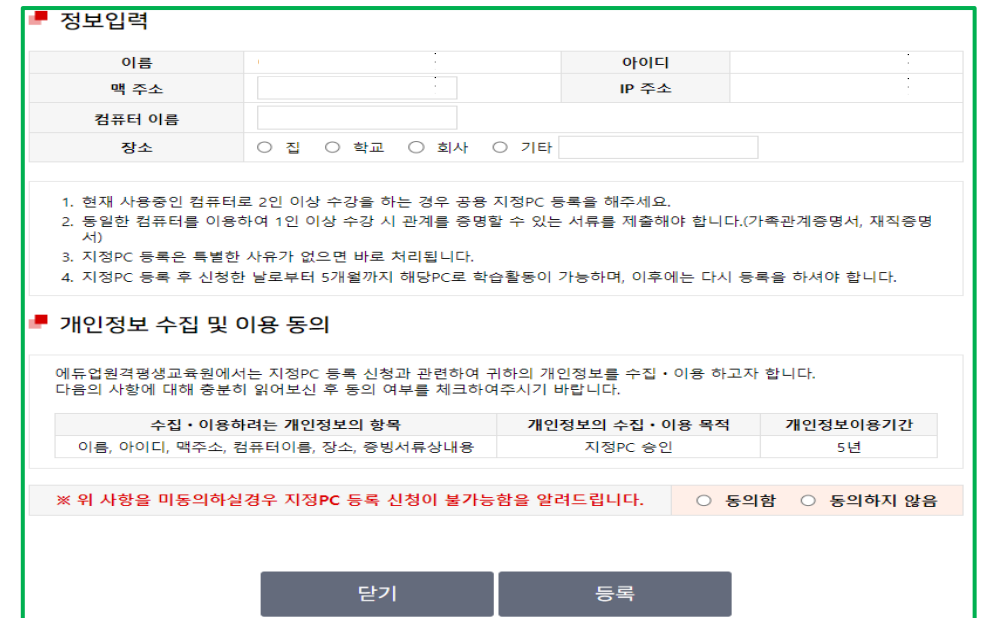 정보입력
이름 아이디
맥 주소 IP 주소
컴퓨터 이름
장소 집 학교 회사 기타
1. 현재 사용중인 컴퓨터로 2인 이상 수강을 하는 경우 공용 지정PC 등록을 해주세요.
2. 동일한 컴퓨터를 이용하여 1인 이상 수강 시 관계를 증명할 수 있는 서류를 제출해야 합니다.(가족관계증명서, 재직증명
서)
3. 지정PC 등록은 특별한 사유가 없으면 바로 처리됩니다.
4. 지정PC 등록 후 신청한 날로부터 5개월까지 해당PC로 학습활동이 가능하며, 이후에는 다시 등록을 하셔야 합니다.
개인정보 수집 및 이용 동의
에듀업원격평생교육원에서는 지정PC 등록 신청과 관련하여 귀하의 개인정보를 수집・이용 하고자 합니다.
다음의 사항에 대해 충분히 읽어보신 후 동의 여부를 체크하여주시기 바랍니다.
수집・이용하려는 개인정보의 항목 개인정보의 수집・이용 목적 개인정보이용기간
이름, 아이디, 맥주소, 컴퓨터이름, 장소, 증빙서류상내용 지정PC 승인 5년
※ 위 사항을 미동의하실경우 지정PC 등록 신청이 불가능함을 알려드립니다. 동의함 동의하지 않음
닫기 등록